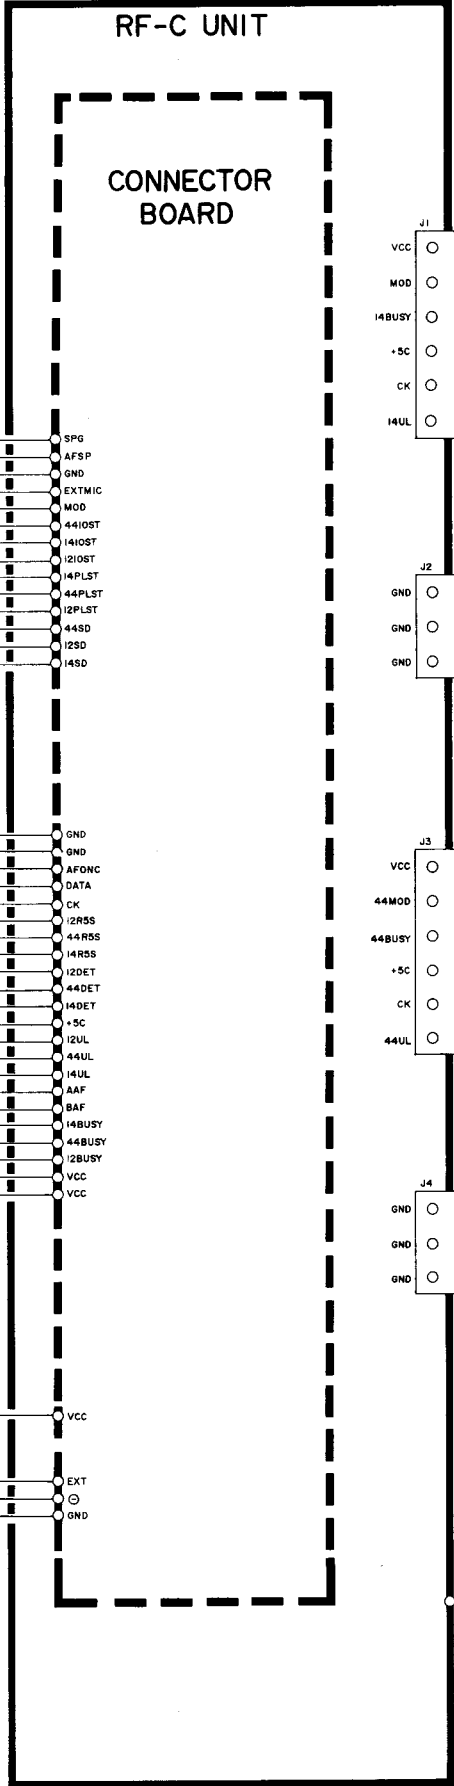 RF-C UNIT
CONNECTOR
BOARD
J1
VCC
MOD
14BUSY
+5C
CK
14UL
SPG
AFSP
GND
EXTMIC
MOD
4410ST
1410ST
1210ST
14PLST
44PLST
12PLST
44SD
12SD
14SD
J2
GND
GND
GND
GND
GND
AFONC
DATA
CK
12R5S
44R5S
14R5S
12DET
44DET
14DET
+5C
12UL
44UL
14UL
AAF
BAF
14BUSY
44BUSY
12BUSY
VCC
VCC
J3
VCC
44MOD
44BUSY
+5C
CK
44UL
J4
GND
GND
GND
VCC
EXT
⊖
GND